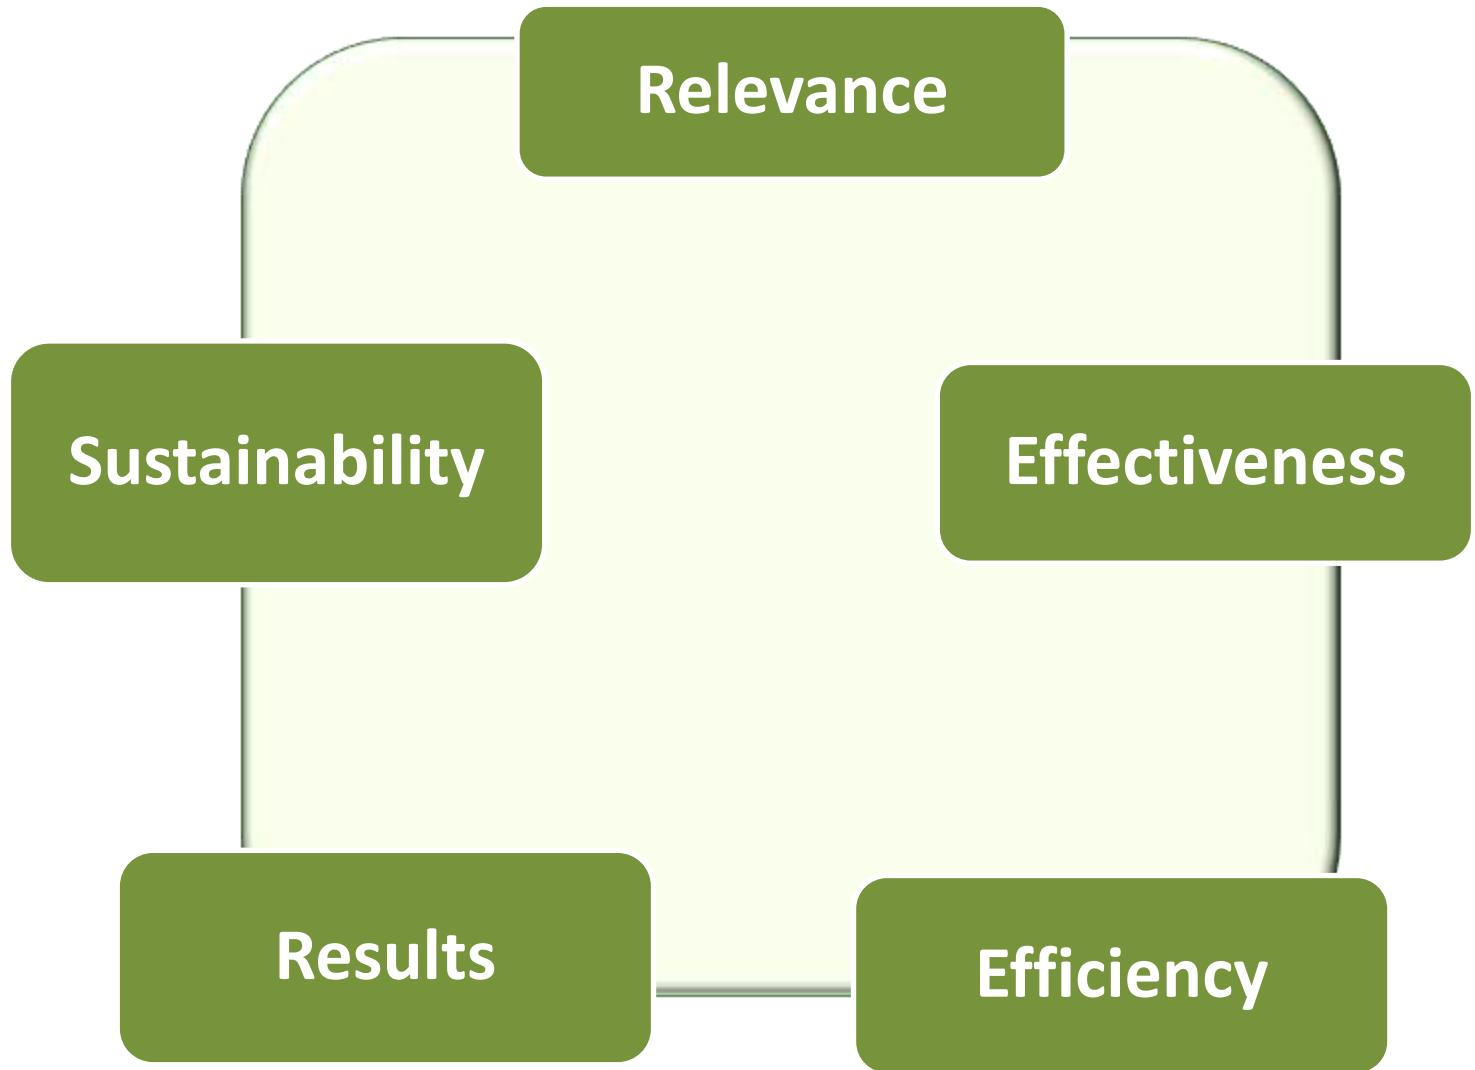 Relevance
Sustainability
Effectiveness
Results
Efficiency